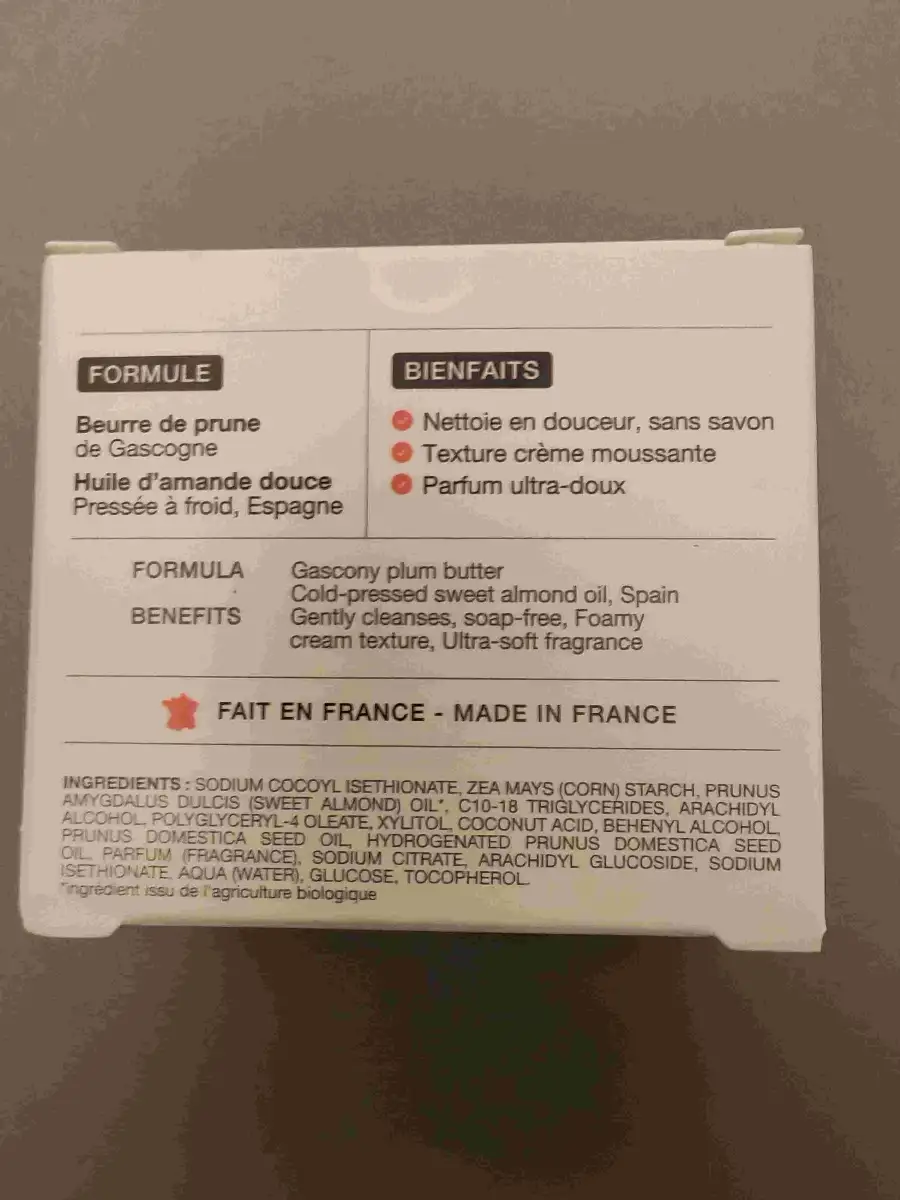 FORMULE
Beurre de prune
de Gascogne
Huile d'amande douce
Pressée à froid, Espagne
BIENFAITS
Nettoie en douceur, sans savon
Texture crème moussante
Parfum ultra-doux
FORMULA
Gascony plum butter
Cold-pressed sweet almond oil, Spain
BENEFITS
Gently cleanses, soap-free, Foamy
cream texture, Ultra-soft fragrance
FAIT EN FRANCE - MADE IN FRANCE
INGREDIENTS : SODIUM COCOYL ISETHIONATE, ZEA MAYS (CORN) STARCH, PRUNUS
AMYGDALUS DULCIS (SWEET ALMOND) OIL*, C10-18 TRIGLYCERIDES, ARACHIDYL
ALCOHOL, POLYGLYCERYL-4 OLEATE, XYLITOL, COCONUT ACID, BEHENYL ALCOHOL,
PRUNUS DOMESTICA SEED OIL, HYDROGENATED PRUNUS DOMESTICA SEED
OIL, PARFUM (FRAGRANCE), SODIUM CITRATE, ARACHIDYL GLUCOSIDE, SODIUM
ISETHIONATE, AQUA (WATER), GLUCOSE, TOCOPHEROL.
*ingrédient issu de l'agriculture biologique